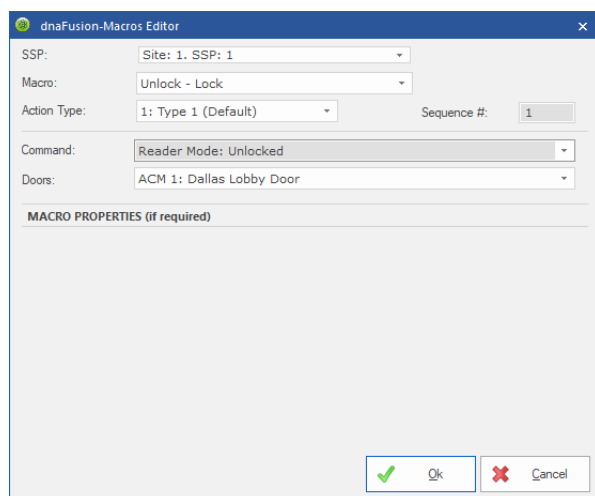 dnaFusion-Macros Editor
SSP: Site: 1. SSP: 1
Macro: Unlock - Lock
Action Type: 1: Type 1 (Default) Sequence #: 1
Command: Reader Mode: Unlocked
Doors: ACM 1: Dallas Lobby Door
MACRO PROPERTIES (if required)
Ok Cancel